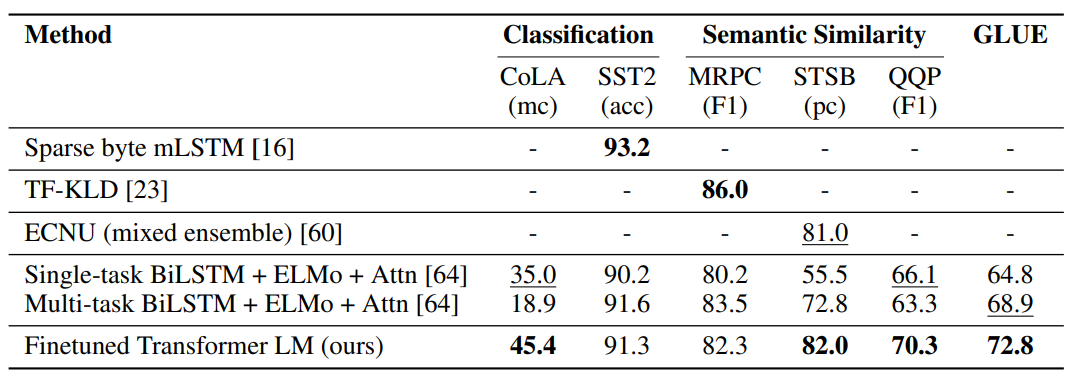 Method Classification Semantic Similarity GLUE
CoLA SST2 MRPC STSB QQP
(mc) (acc) (F1) (pc) (F1)
Sparse byte mLSTM [16] - 93.2 - - - -
TF-KLD [23] - - 86.0 - - -
ECNU (mixed ensemble) [60] - - - 81.0 - -
Single-task BiLSTM + ELMo + Attn [64] 35.0 90.2 80.2 55.5 66.1 64.8
Multi-task BiLSTM + ELMo + Attn [64] 18.9 91.6 83.5 72.8 63.3 68.9
Finetuned Transformer LM (ours) 45.4 91.3 82.3 82.0 70.3 72.8